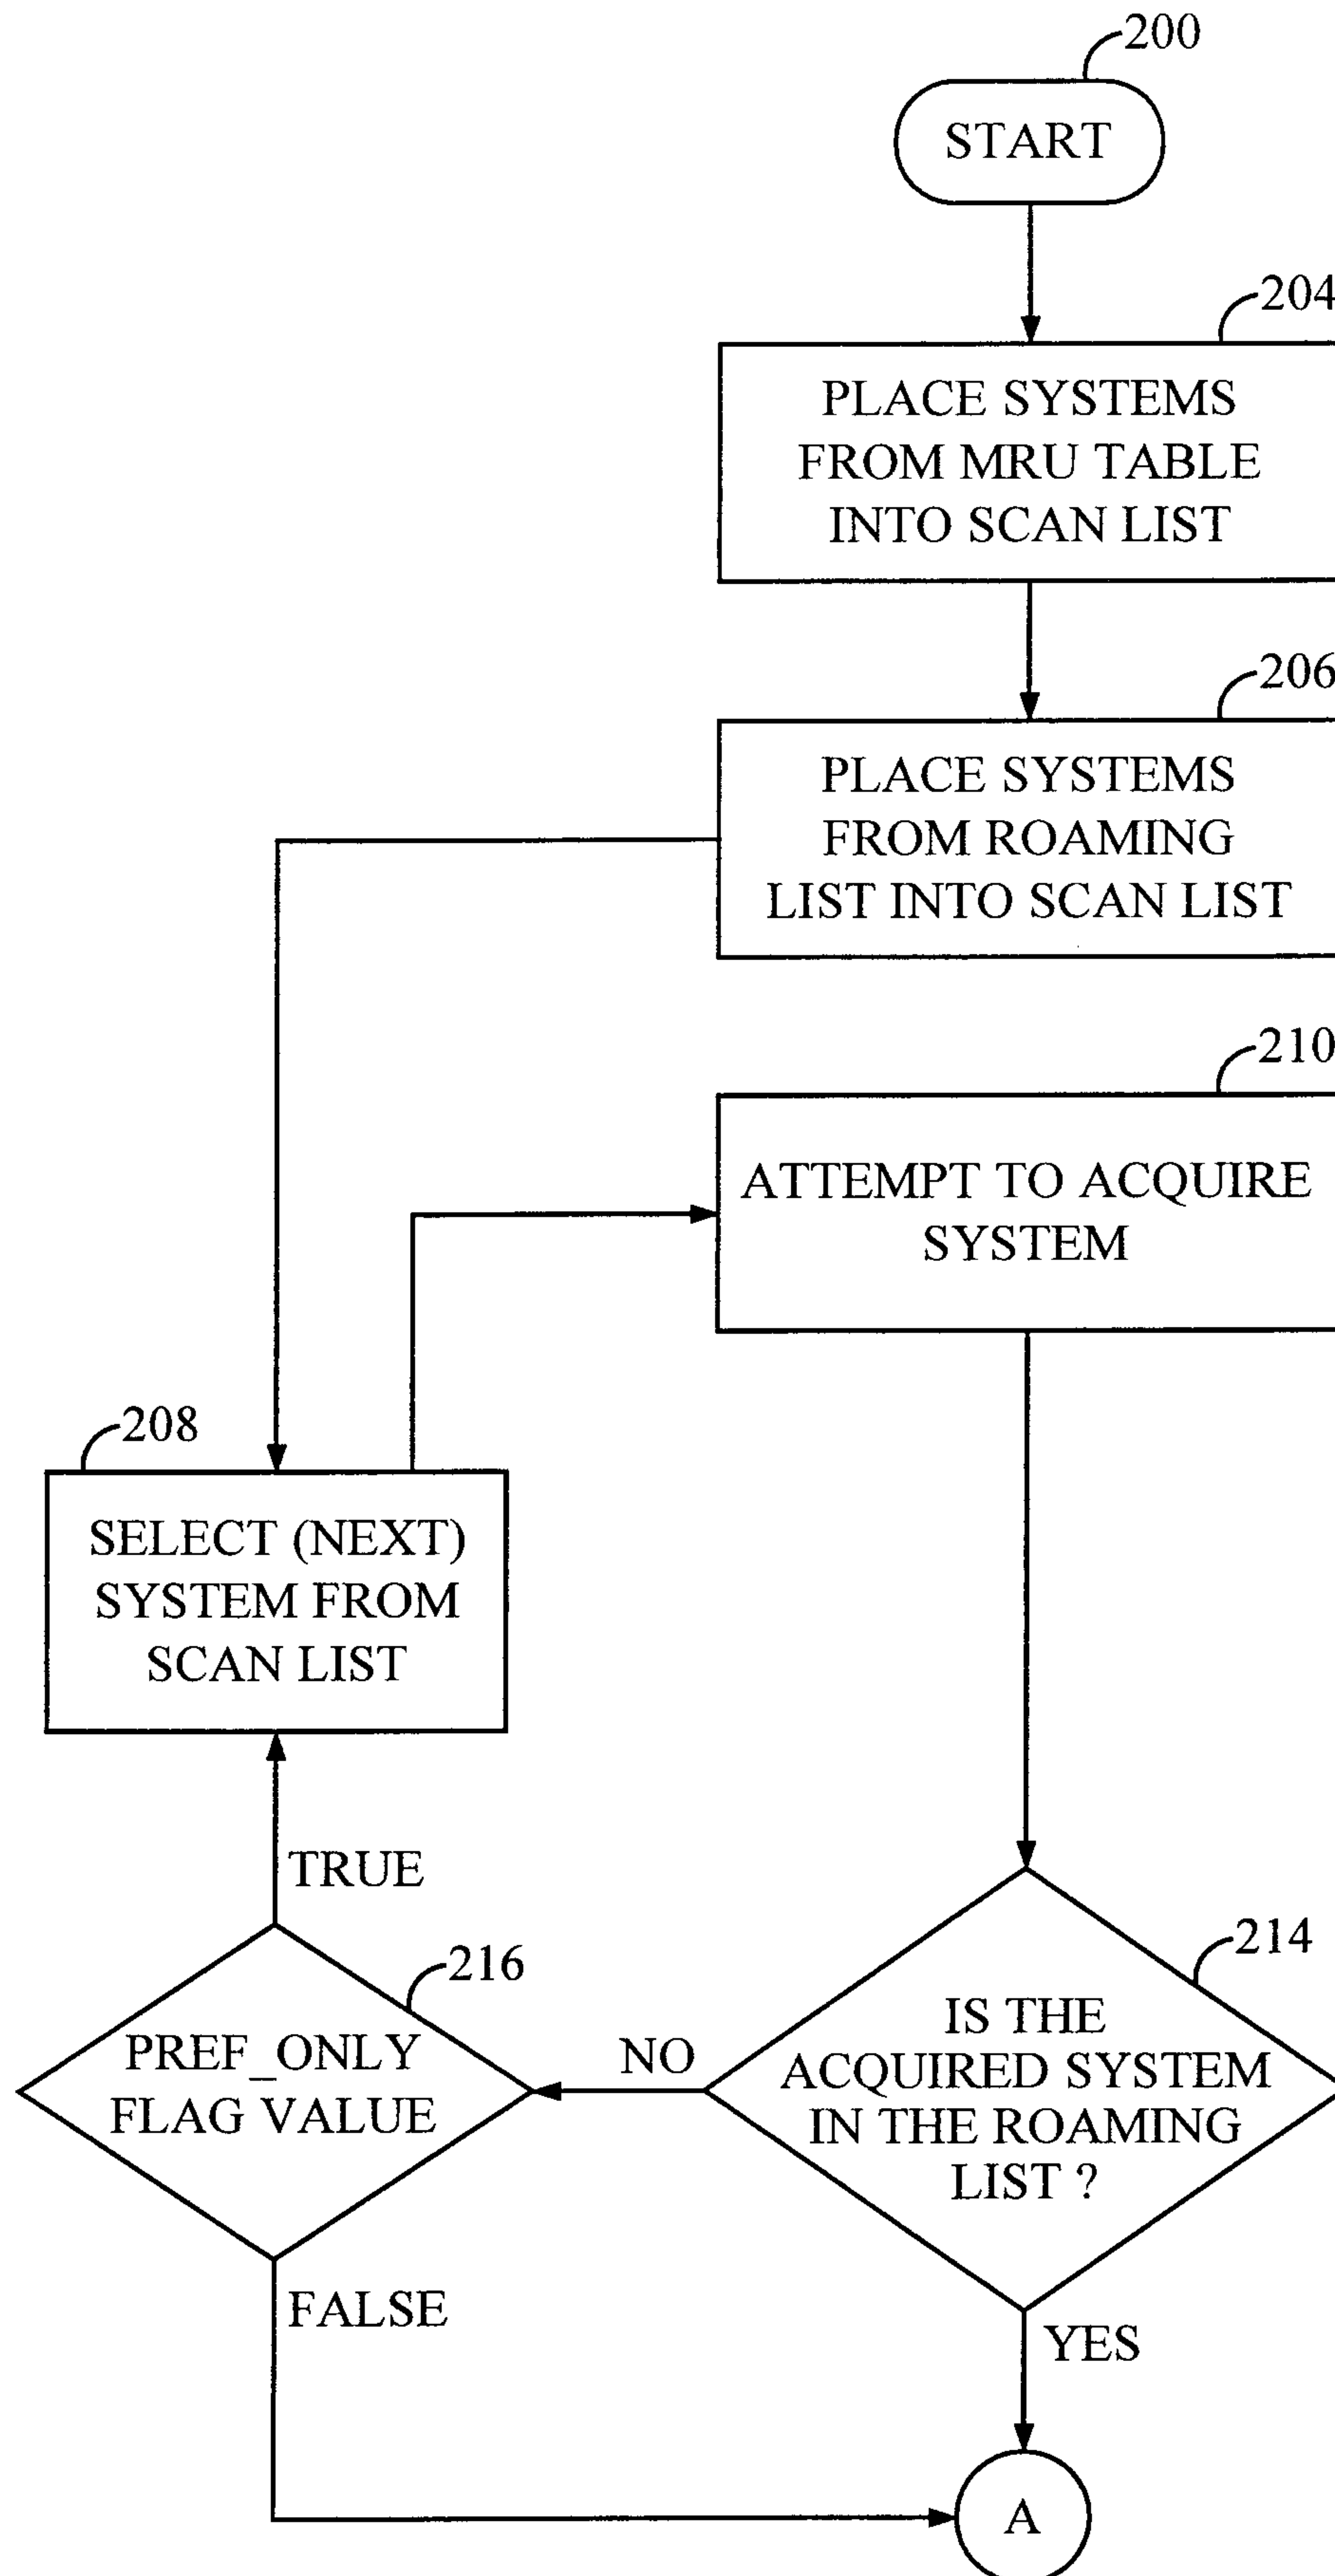 200
START
204
PLACE SYSTEMS
FROM MRU TABLE
INTO SCAN LIST
206
PLACE SYSTEMS
FROM ROAMING
LIST INTO SCAN LIST
210
ATTEMPT TO ACQUIRE
SYSTEM
208
SELECT (NEXT)
SYSTEM FROM
SCAN LIST
TRUE
216
PREF_ONLY
FLAG VALUE
NO
214
IS THE
ACQUIRED SYSTEM
IN THE ROAMING
LIST ?
FALSE
YES
A